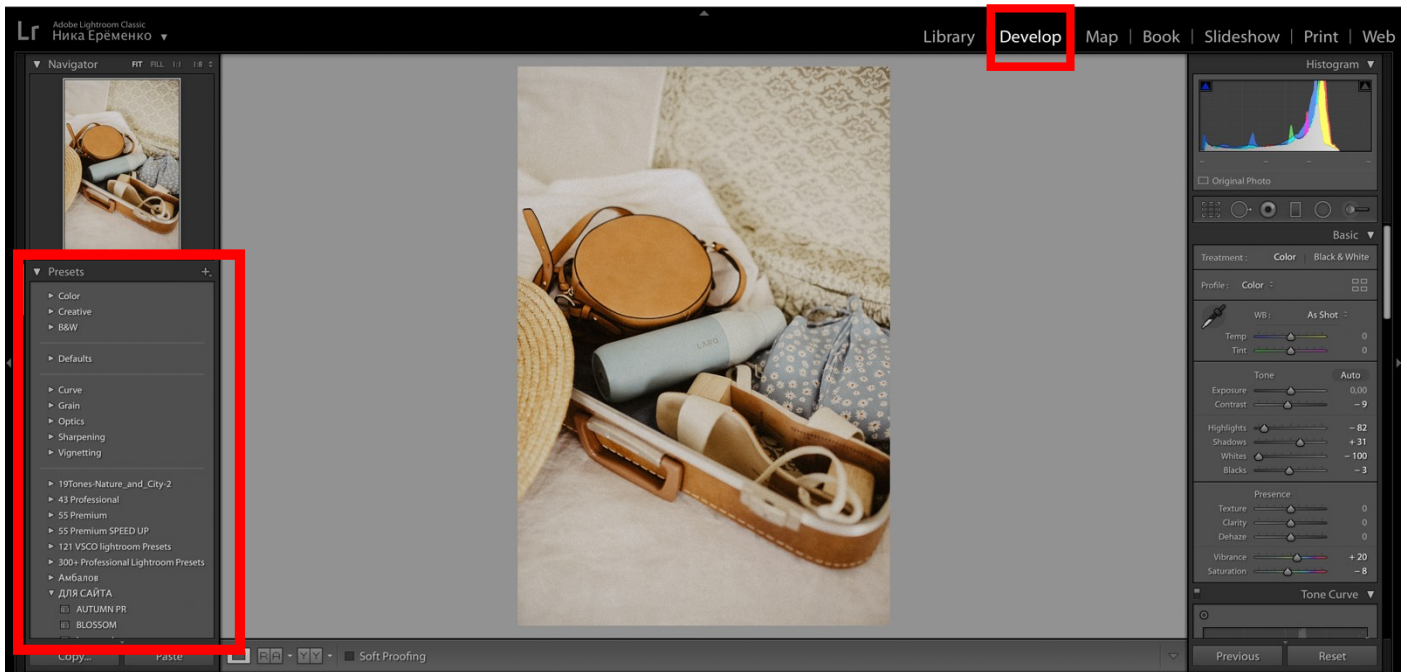 Lr Adobe Lightroom Classic
Ника Ерёменко
Library Develop | Map | Book | Slideshow | Print | Web
Navigator FIT FILL 1:1 1:8
Presets
Color
Creative
B&W
Defaults
Curve
Grain
Optics
Sharpening
Vignetting
19Tones-Nature_and_City-2
43 Professional
55 Premium
55 Premium SPEED UP
121 VSCO lightroom Presets
300+ Professional Lightroom Presets
Амбалов
ДЛЯ САЙТА
AUTUMN PR
BLOSSOM
Copy... Paste
LARQ
R A Y Y Soft Proofing
Histogram
Original Photo
Basic
Treatment : Color Black & White
Profile : Color
WB : As Shot
Temp 0
Tint 0
Tone Auto
Exposure 0,00
Contrast – 9
Highlights – 82
Shadows + 31
Whites – 100
Blacks – 3
Presence
Texture 0
Clarity 0
Dehaze 0
Vibrance + 20
Saturation – 8
Tone Curve
Previous Reset